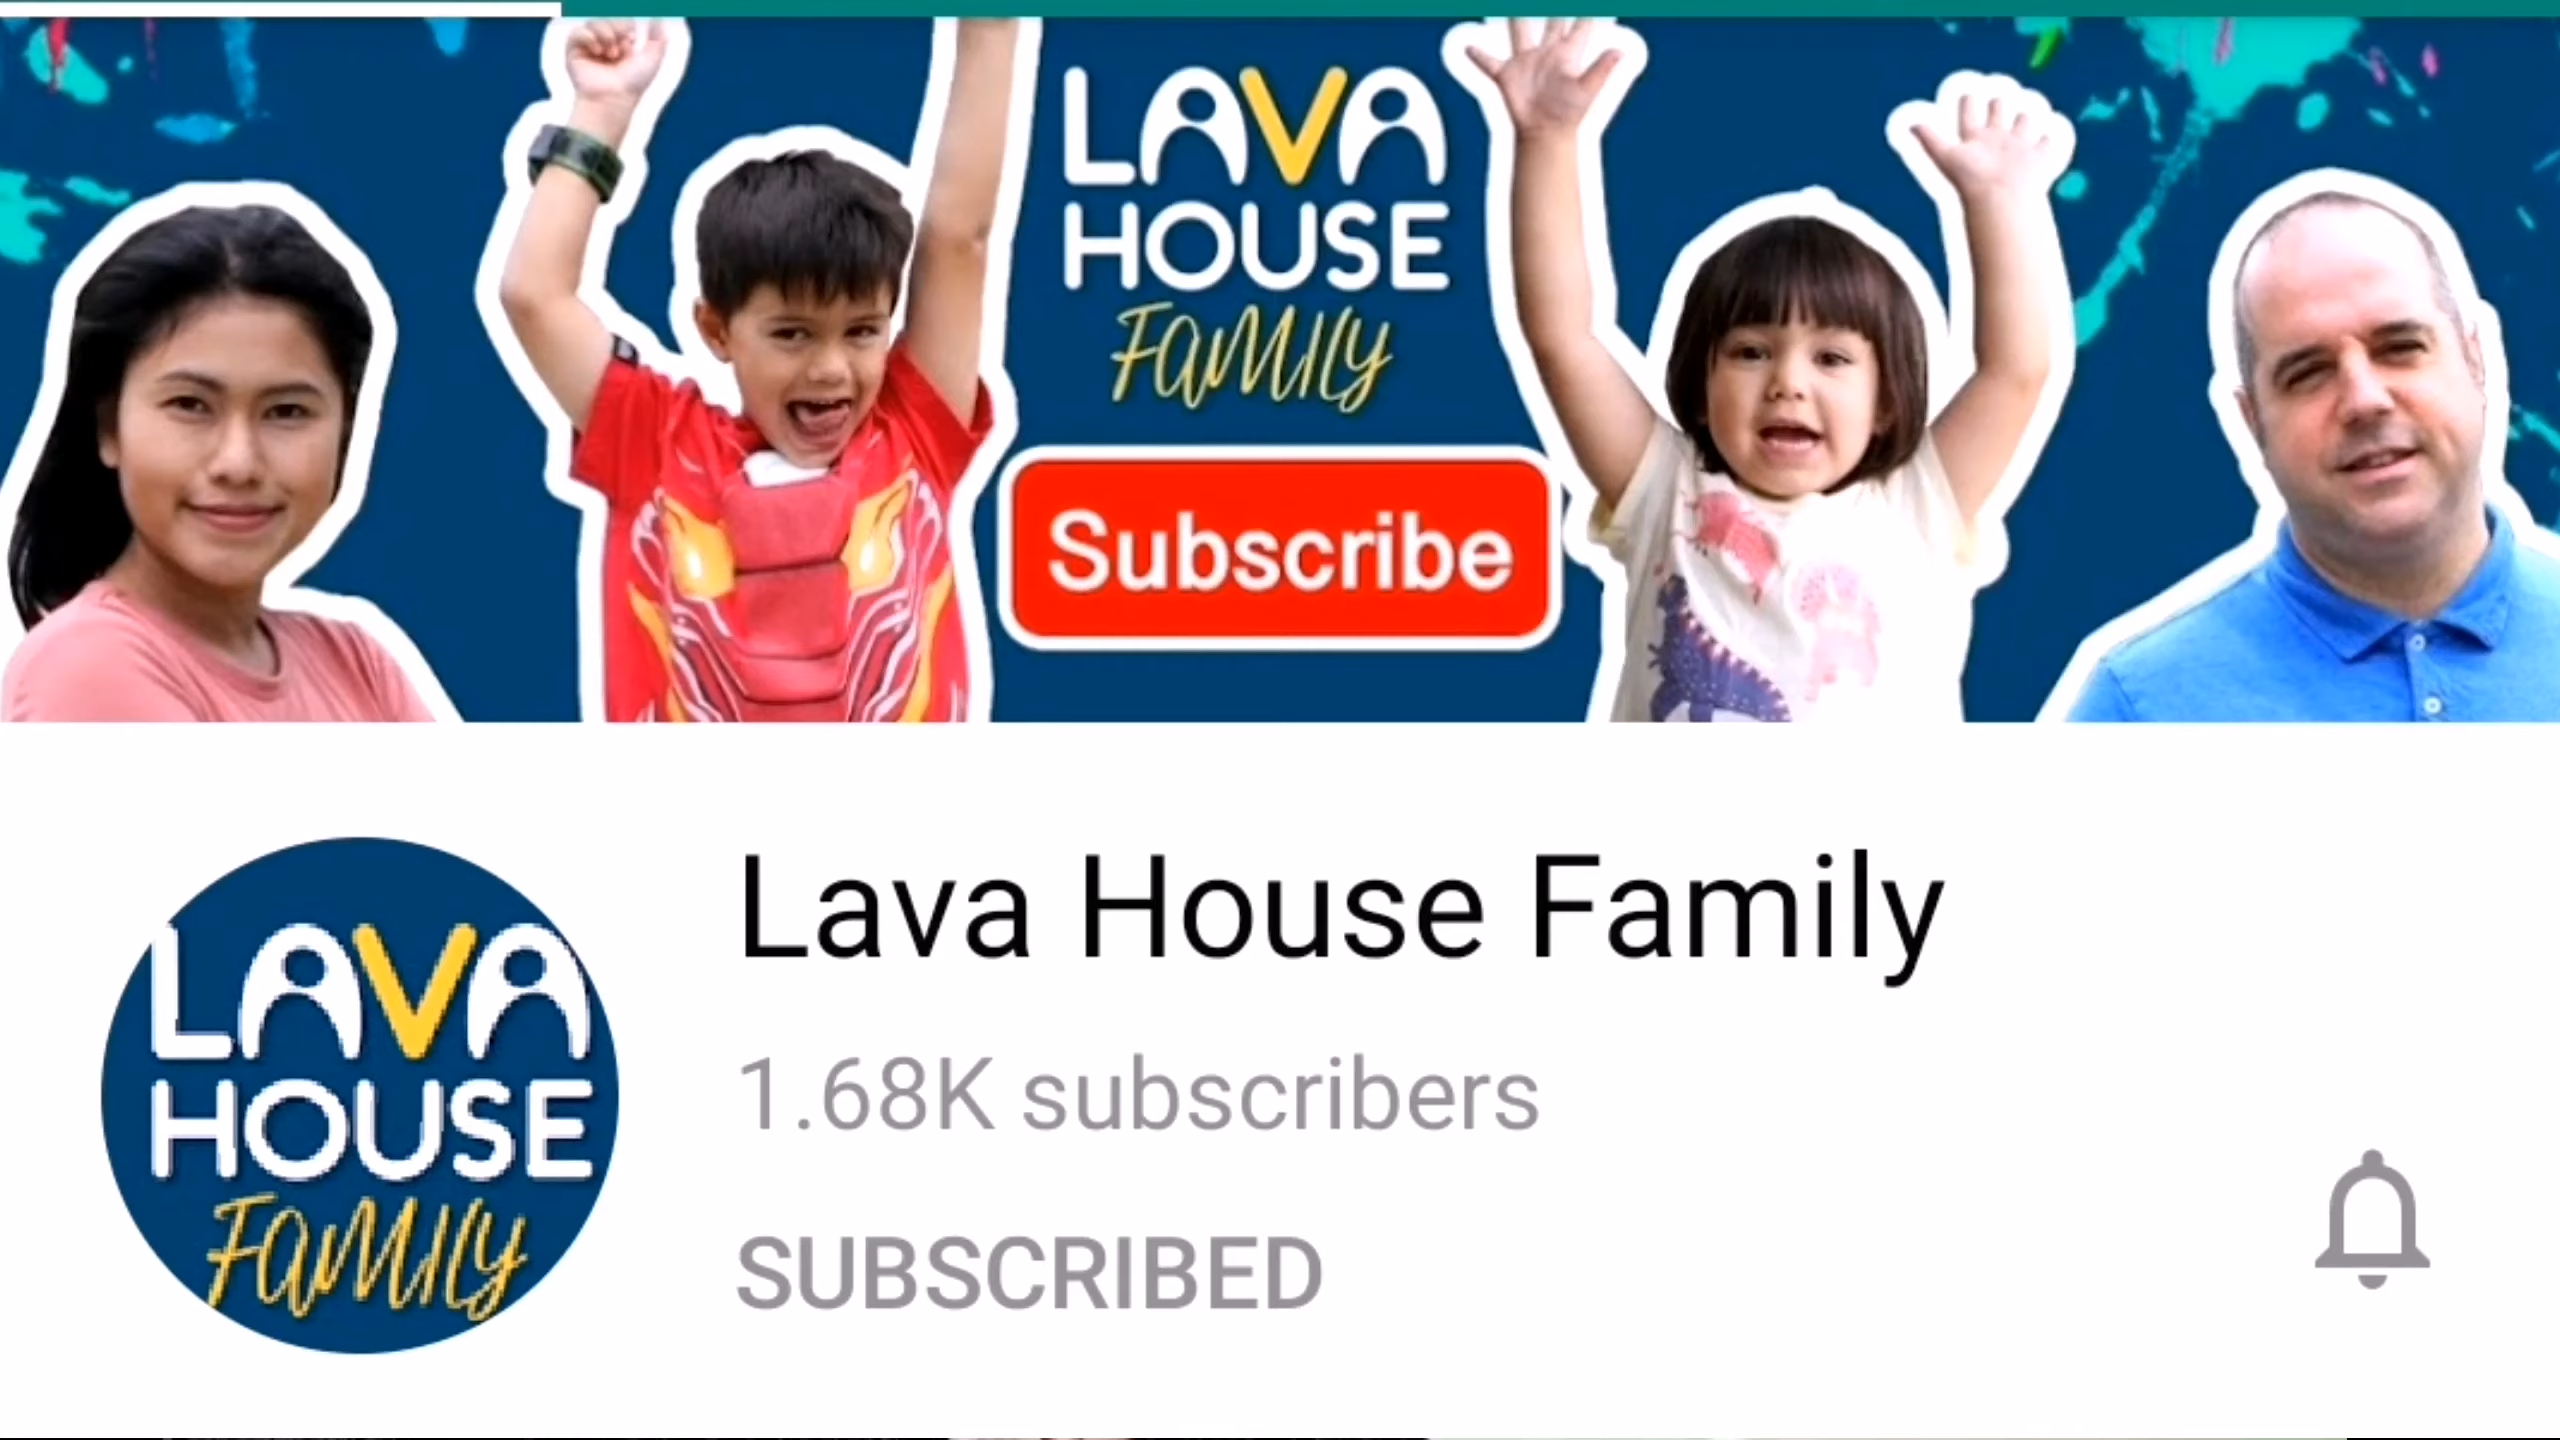 LAVA
HOUSE
FAMILY
Subscribe
LAVA
HOUSE
FAMILY
Lava House Family
1.68K subscribers
SUBSCRIBED